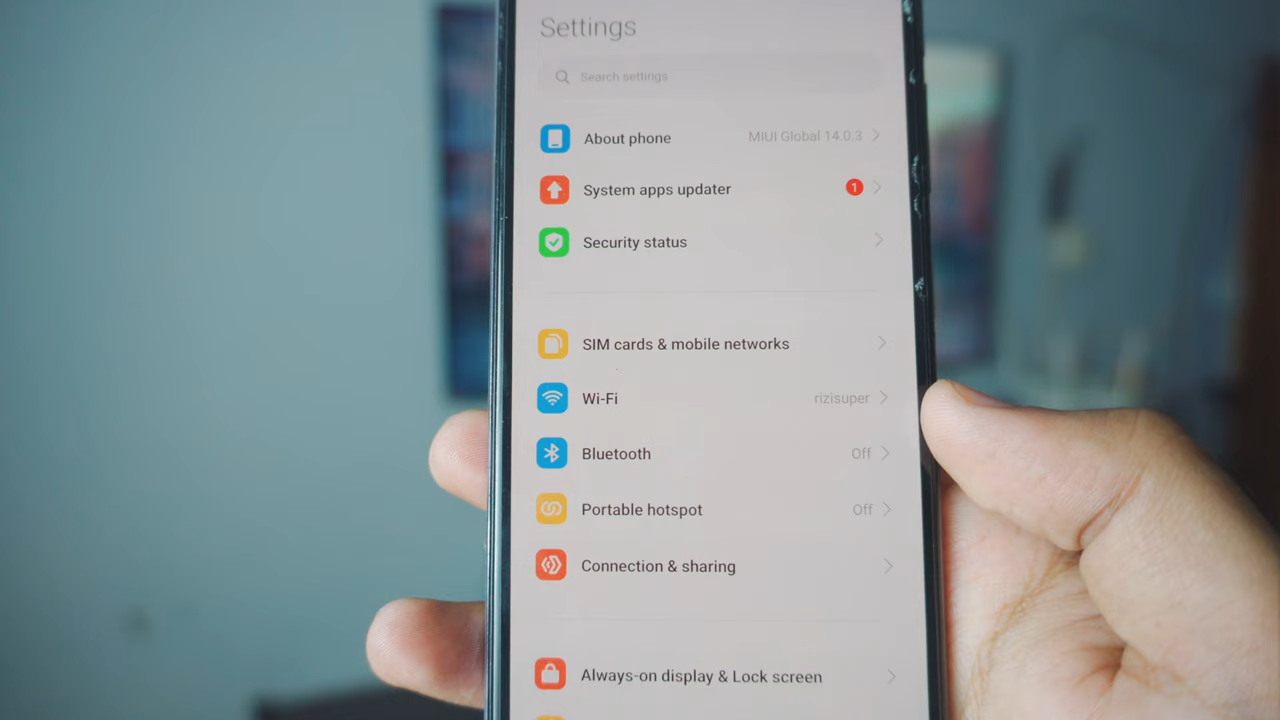 Settings
Search settings
About phone MIUI Global 14.0.3
System apps updater 1
Security status
SIM cards & mobile networks
Wi-Fi rizisuper
Bluetooth Off
Portable hotspot Off
Connection & sharing
Always-on display & Lock screen